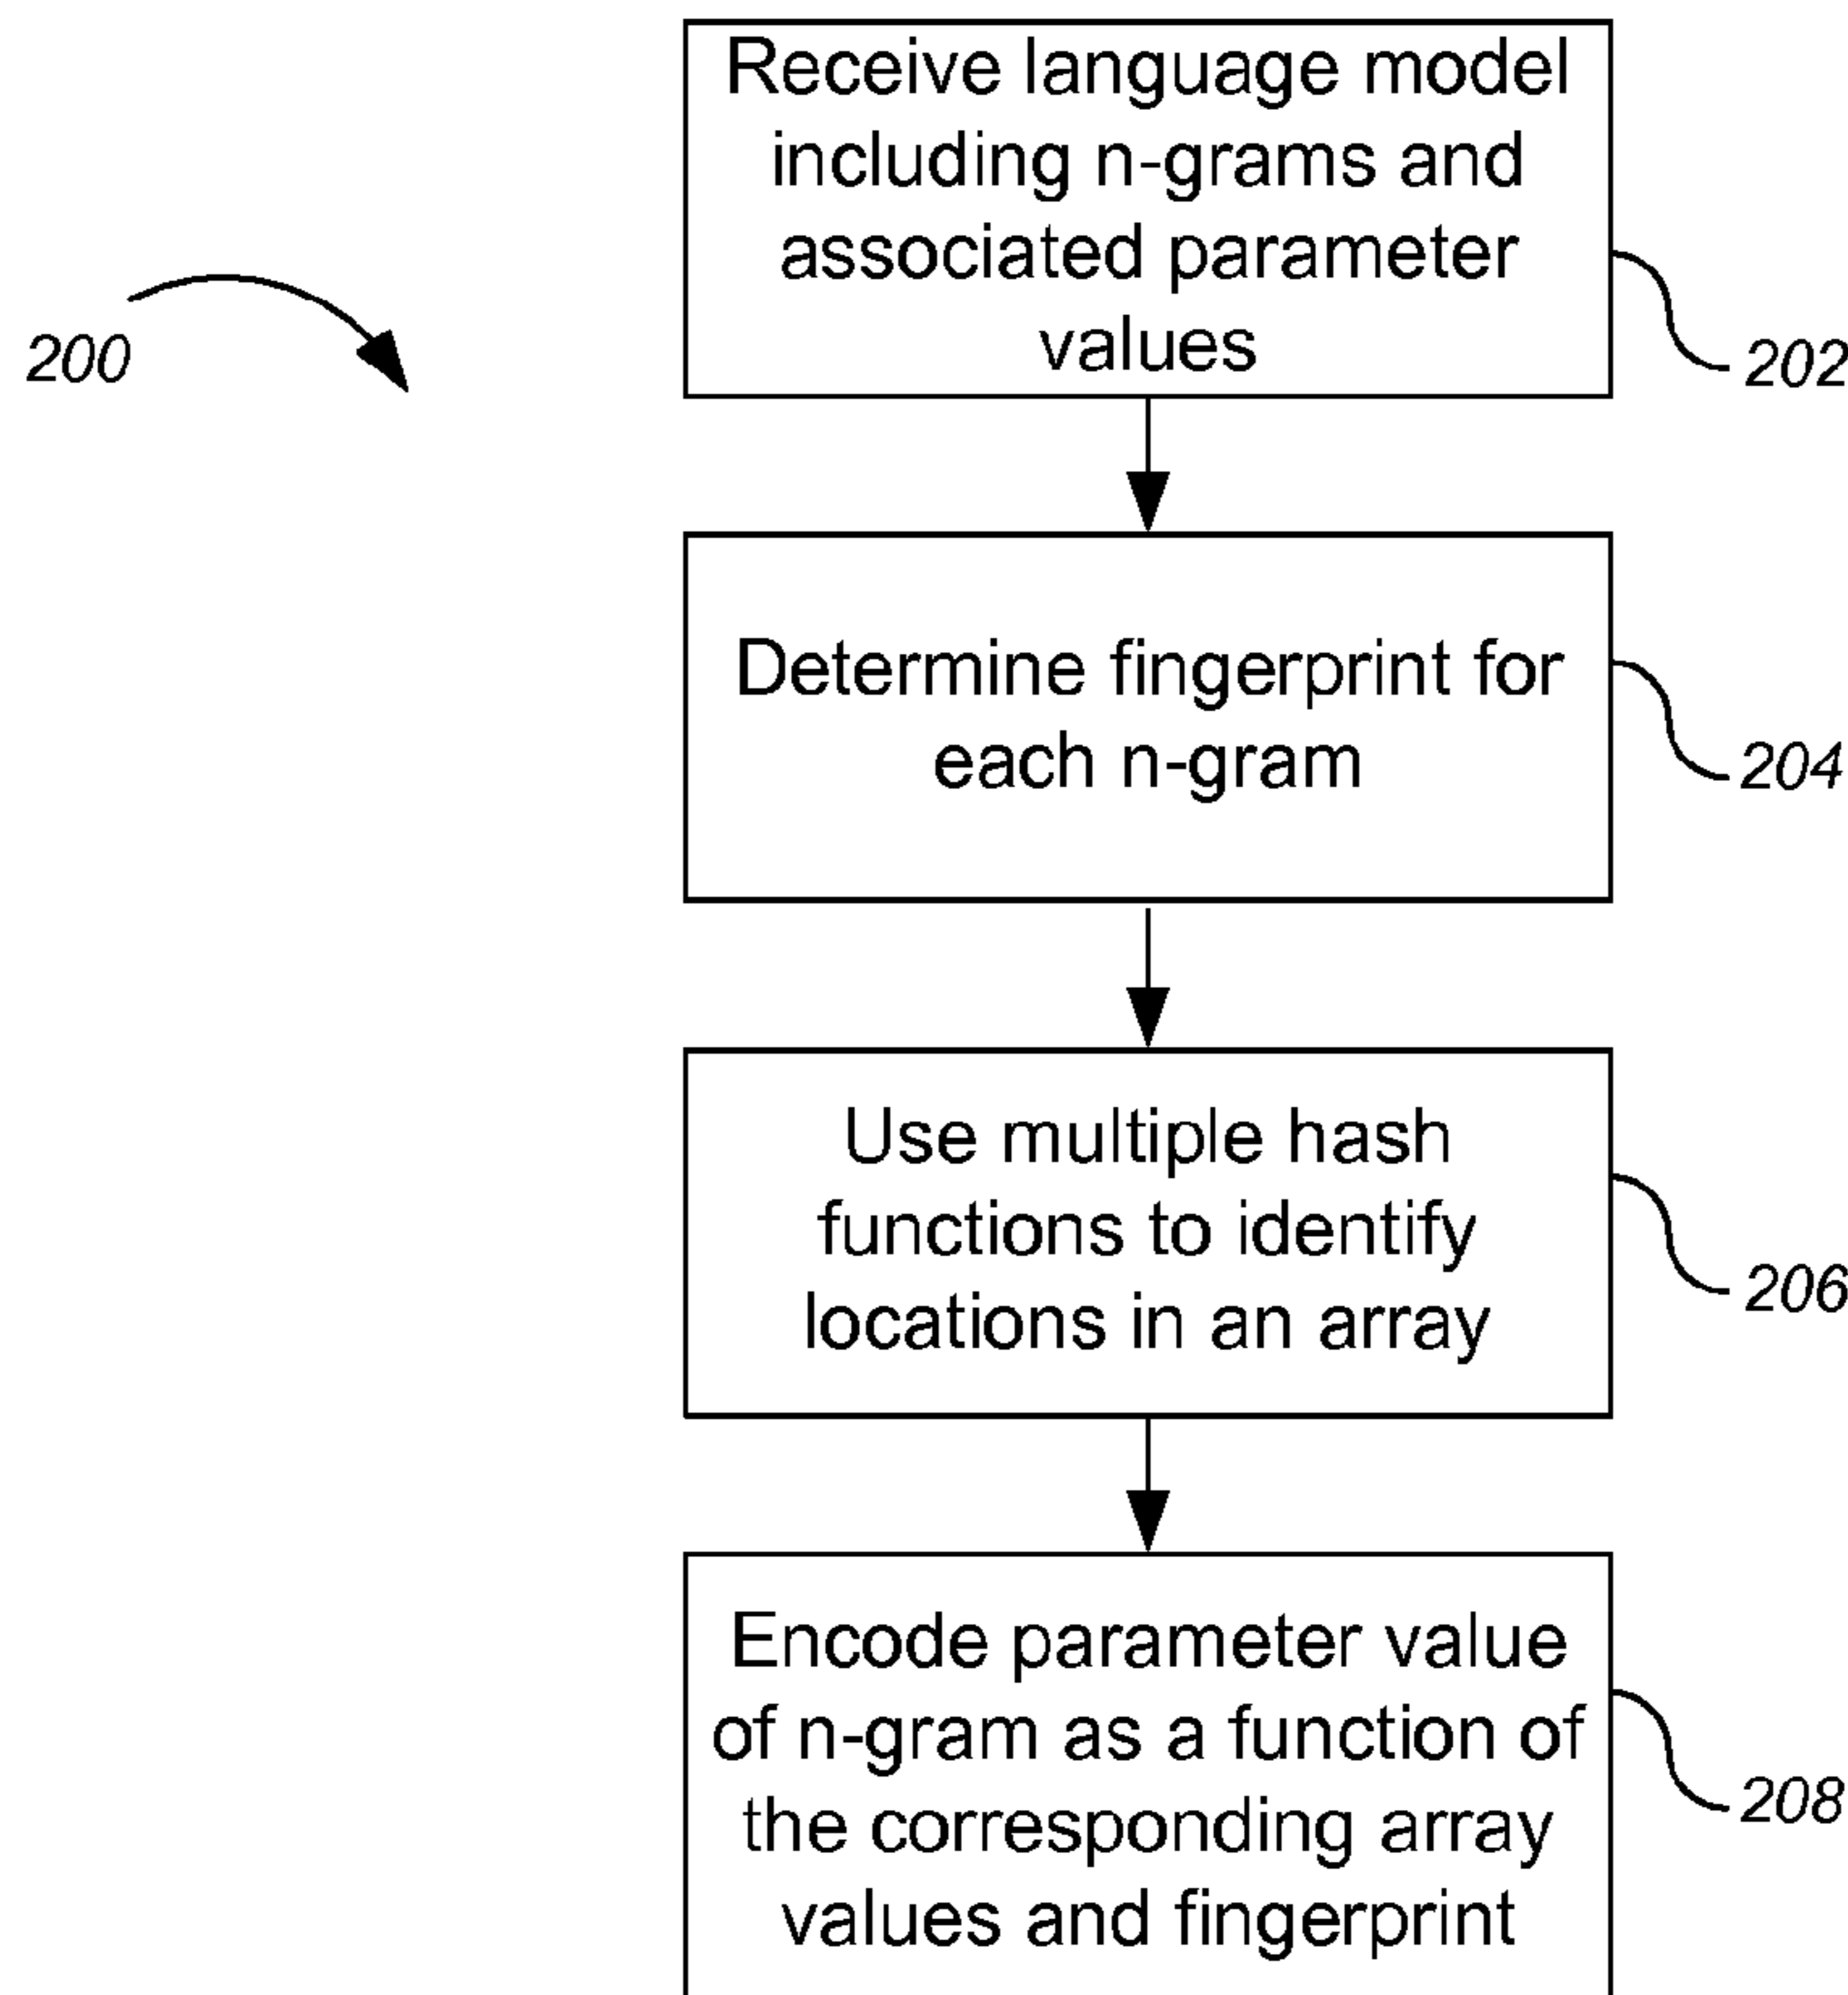 Receive language model
including n-grams and
associated parameter
values
200
202
Determine fingerprint for
each n-gram
204
Use multiple hash
functions to identify
locations in an array
206
Encode parameter value
of n-gram as a function of
the corresponding array
values and fingerprint
208